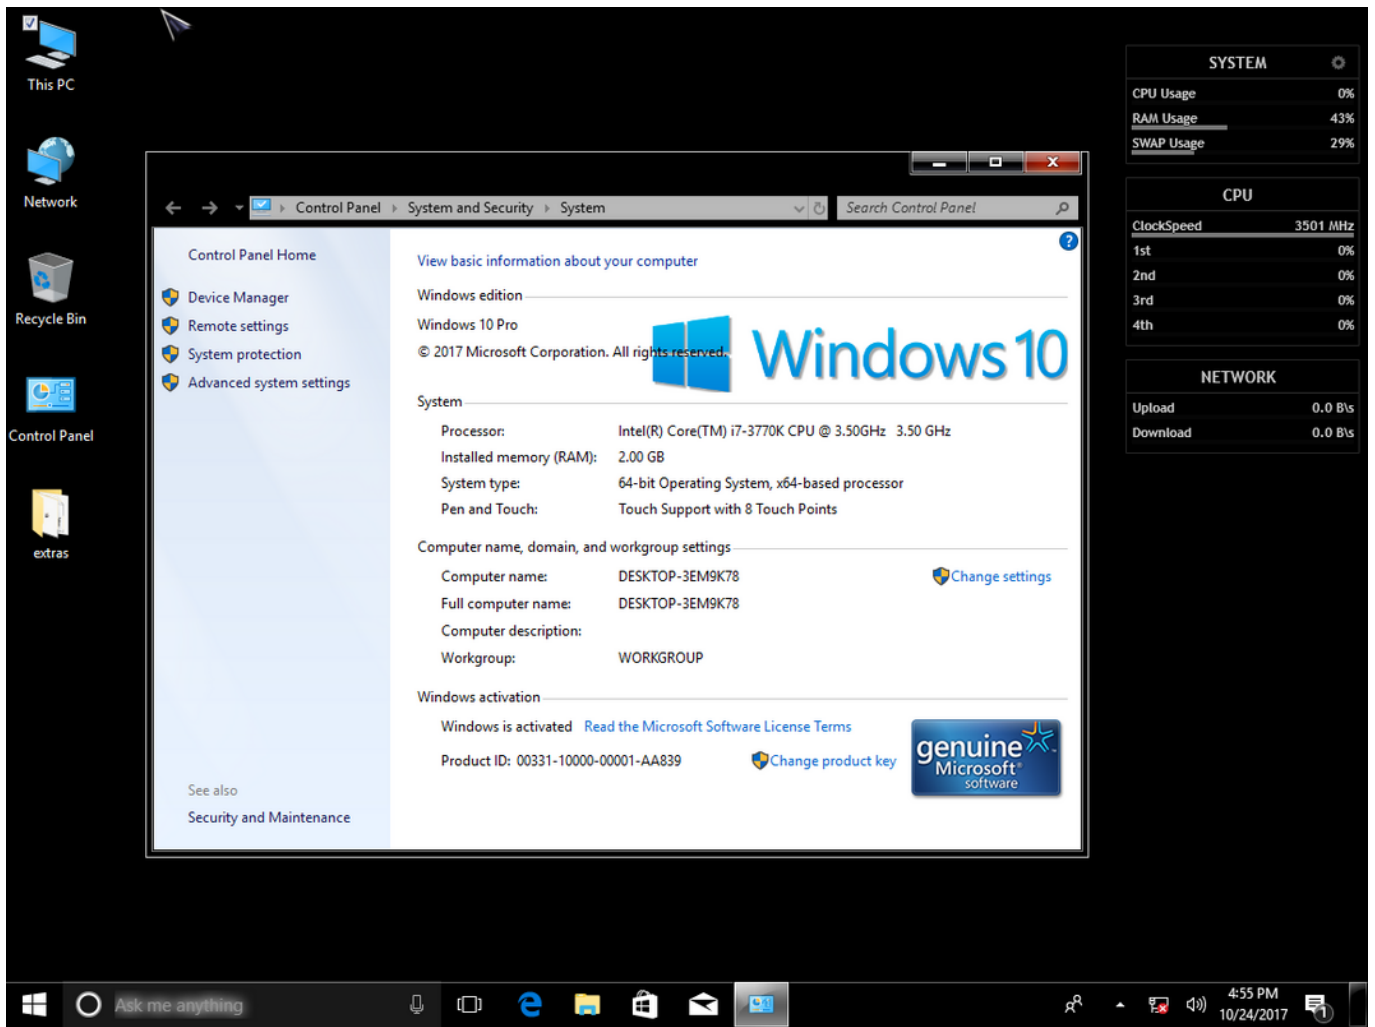 This PC
Network
Recycle Bin
Control Panel
extras
Control Panel
System and Security
System
Search Control Panel
Control Panel Home
Device Manager
Remote settings
System protection
Advanced system settings
See also
Security and Maintenance
?
View basic information about your computer
Windows edition
Windows 10 Pro
© 2017 Microsoft Corporation. All rights reserved.
Windows 10
System
Processor: Intel(R) Core(TM) i7-3770K CPU @ 3.50GHz 3.50 GHz
Installed memory (RAM): 2.00 GB
System type: 64-bit Operating System, x64-based processor
Pen and Touch: Touch Support with 8 Touch Points
Computer name, domain, and workgroup settings
Computer name: DESKTOP-3EM9K78
Change settings
Full computer name: DESKTOP-3EM9K78
Computer description:
Workgroup: WORKGROUP
Windows activation
Windows is activated Read the Microsoft Software License Terms
Product ID: 00331-10000-00001-AA839
Change product key
genuine
Microsoft®
software
SYSTEM
CPU Usage 0%
RAM Usage 43%
SWAP Usage 29%
CPU
ClockSpeed 3501 MHz
1st 0%
2nd 0%
3rd 0%
4th 0%
NETWORK
Upload 0.0 B\s
Download 0.0 B\s
Ask me anything
4:55 PM
10/24/2017
1